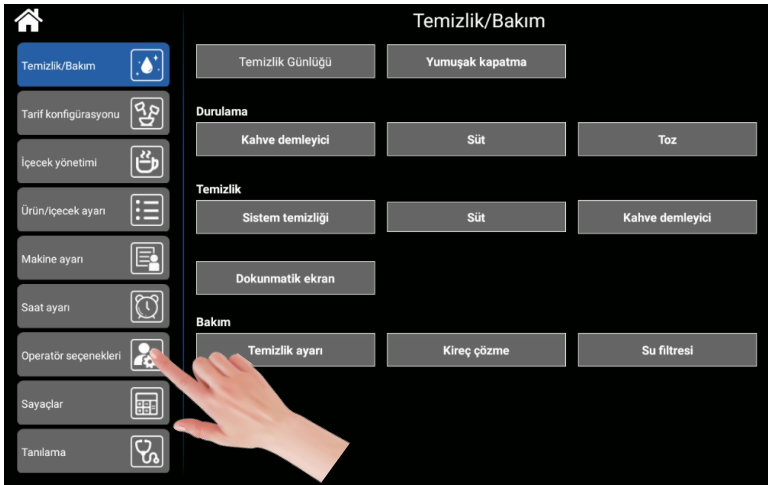 Temizlik/Bakım
Temizlik/Bakım
Tarif konfigürasyonu
İçecek yönetimi
Ürün/içecek ayarı
Makine ayarı
Saat ayarı
Operatör seçenekleri
Sayaçlar
Tanılama
Temizlik Günlüğü
Yumuşak kapatma
Durulama
Kahve demleyici
Süt
Toz
Temizlik
Sistem temizliği
Süt
Kahve demleyici
Dokunmatik ekran
Bakım
Temizlik ayarı
Kireç çözme
Su filtresi